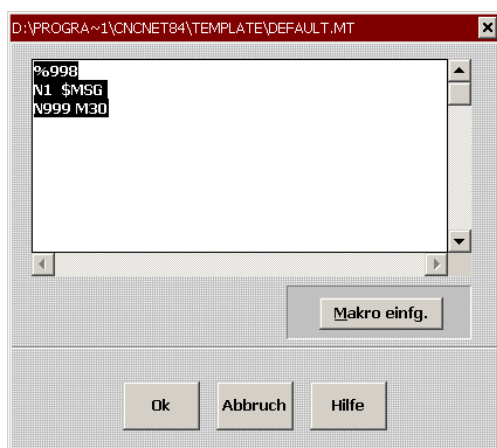 D:\PROGRA~1\CNCNET84\TEMPLATE\DEFAULT.MT
%998
N1 $MSG
N999 M30
Makro einfg.
Ok Abbruch Hilfe